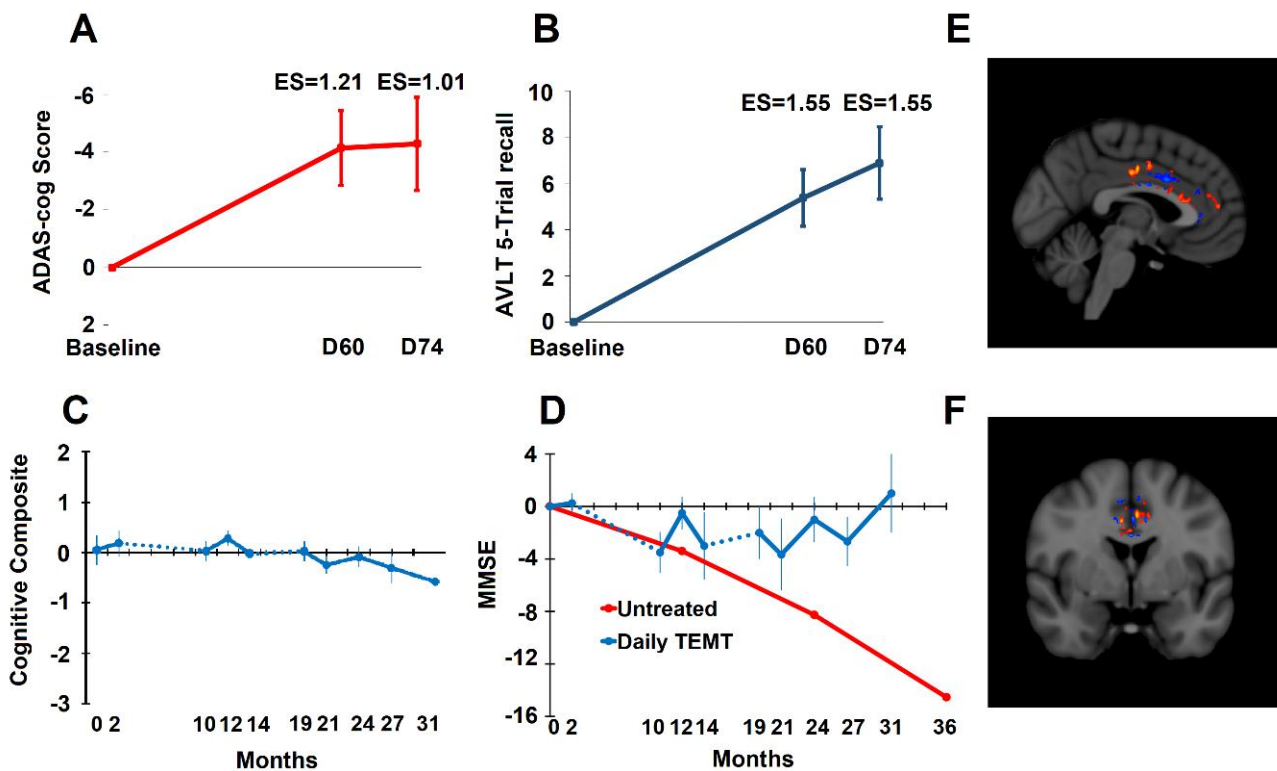 A
ES=1.21 ES=1.01
ADAS-cog Score
-6
-4
-2
0
2
Baseline D60 D74
B
ES=1.55 ES=1.55
AVLT 5-Trial recall
10
8
6
4
2
0
Baseline D60 D74
E
C
Cognitive Composite
2
1
0
-1
-2
-3
0 2 10 12 14 19 21 24 27 31
Months
D
MMSE
4
0
-4
-8
-12
-16
Untreated
Daily TEMT
0 2 10 12 14 19 21 24 27 31 36
Months
F